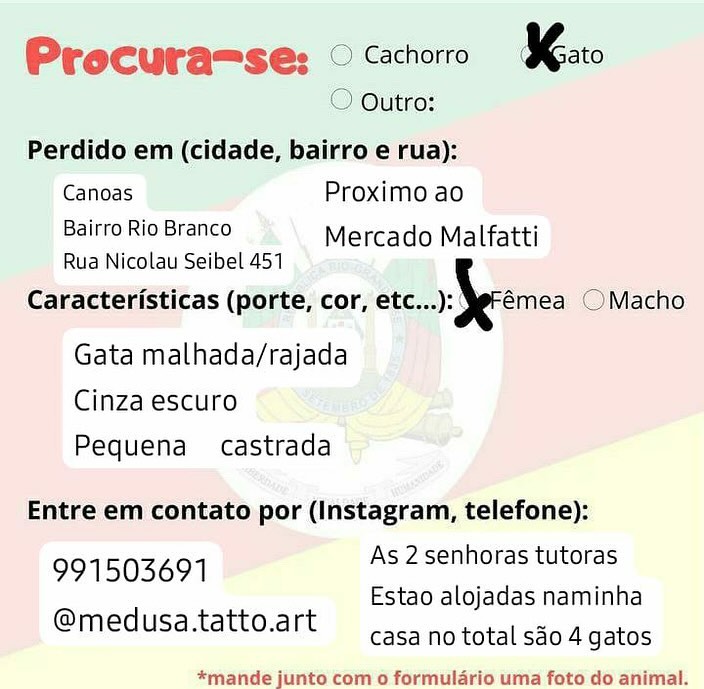 Procura-se:
Cachorro
Gato
Outro:
Perdido em (cidade, bairro e rua):
Canoas
Bairro Rio Branco
Rua Nicolau Seibel 451
Proximo ao
Mercado Malfatti
Características (porte, cor, etc...):
Fêmea
Macho
Gata malhada/rajada
Cinza escuro
Pequena castrada
Entre em contato por (Instagram, telefone):
991503691
@medusa.tatto.art
As 2 senhoras tutoras
Estao alojadas naminha
casa no total são 4 gatos
*mande junto com o formulário uma foto do animal.